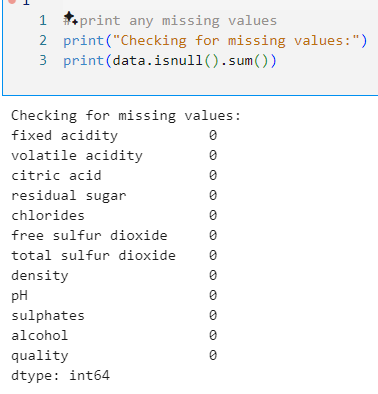 1
1 #print any missing values
2 print("Checking for missing values:")
3 print(data.isnull().sum())
Checking for missing values:
fixed acidity 0
volatile acidity 0
citric acid 0
residual sugar 0
chlorides 0
free sulfur dioxide 0
total sulfur dioxide 0
density 0
pH 0
sulphates 0
alcohol 0
quality 0
dtype: int64